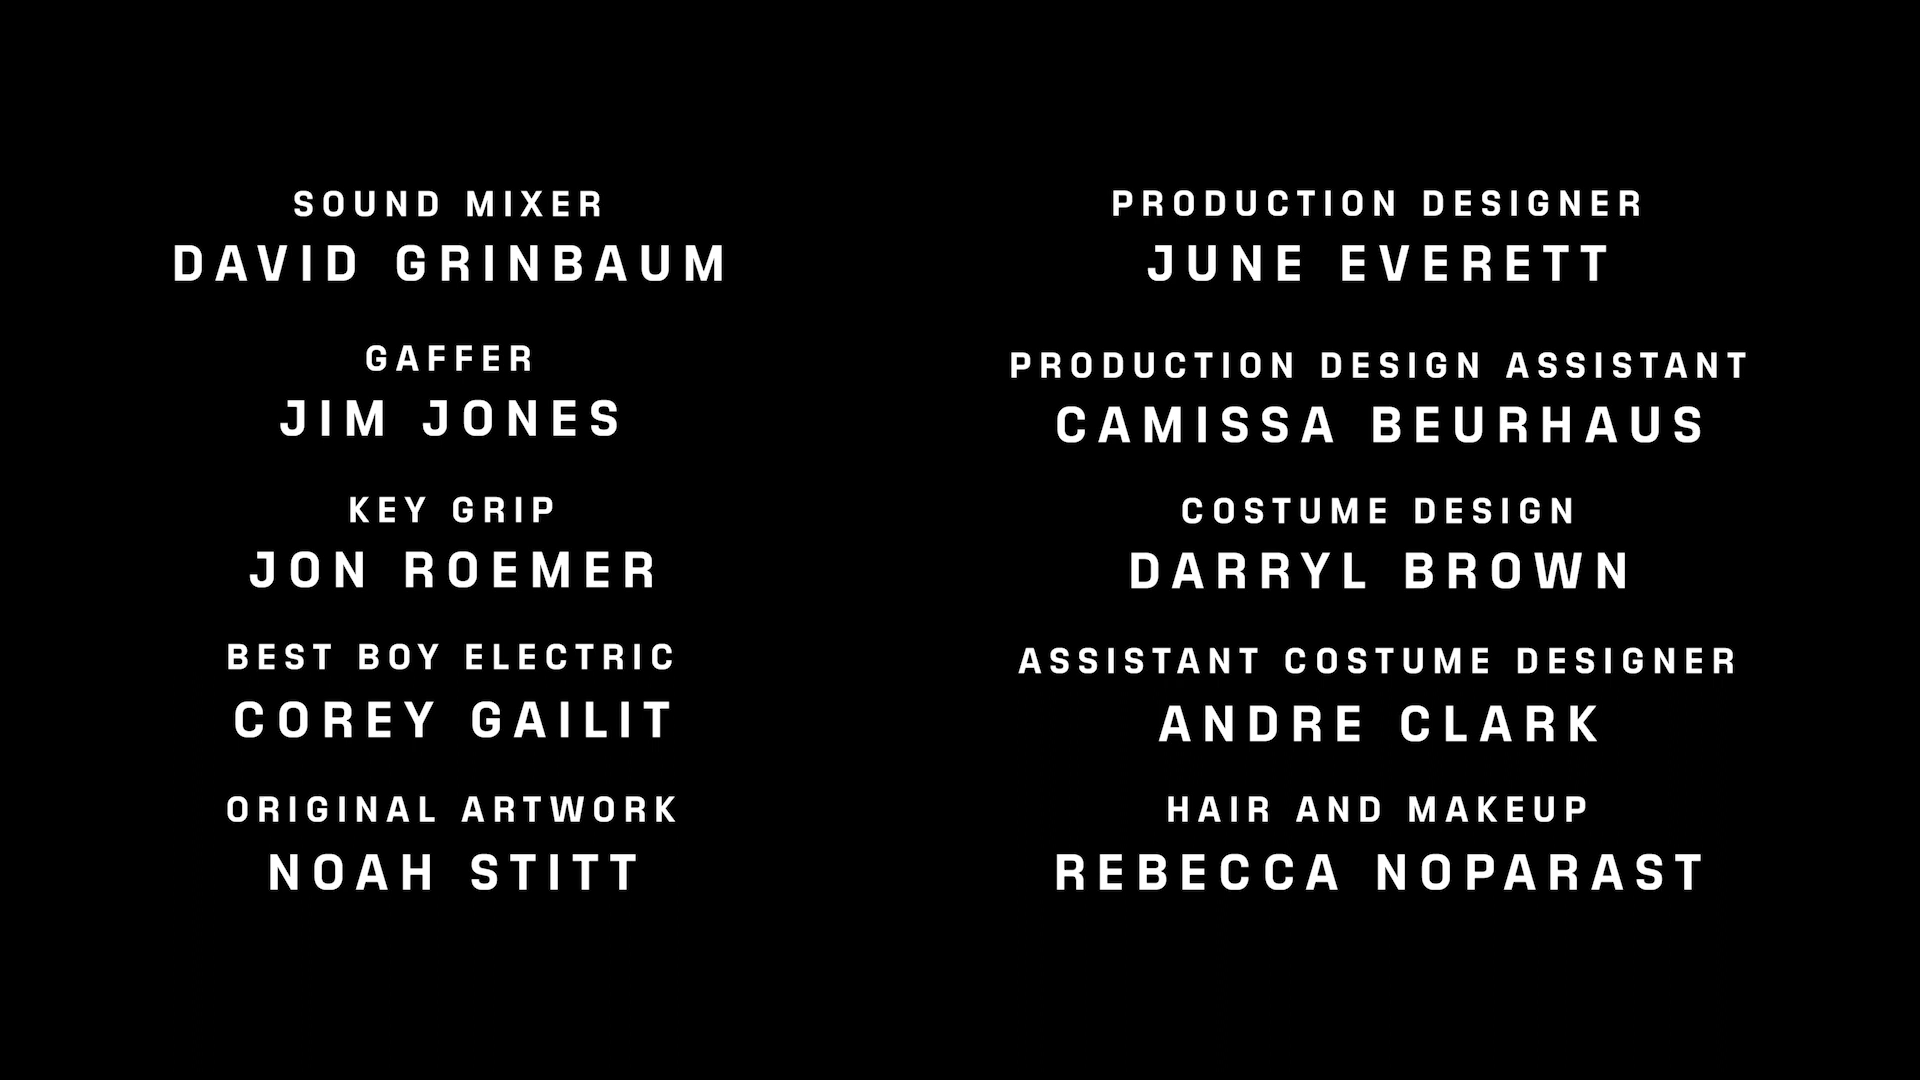 SOUND MIXER
DAVID GRINBAUM
GAFFER
JIM JONES
KEY GRIP
JON ROEMER
BEST BOY ELECTRIC
COREY GAILIT
ORIGINAL ARTWORK
NOAH STITT
PRODUCTION DESIGNER
JUNE EVERETT
PRODUCTION DESIGN ASSISTANT
CAMISSA BEURHAUS
COSTUME DESIGN
DARRYL BROWN
ASSISTANT COSTUME DESIGNER
ANDRE CLARK
HAIR AND MAKEUP
REBECCA NOPARAST